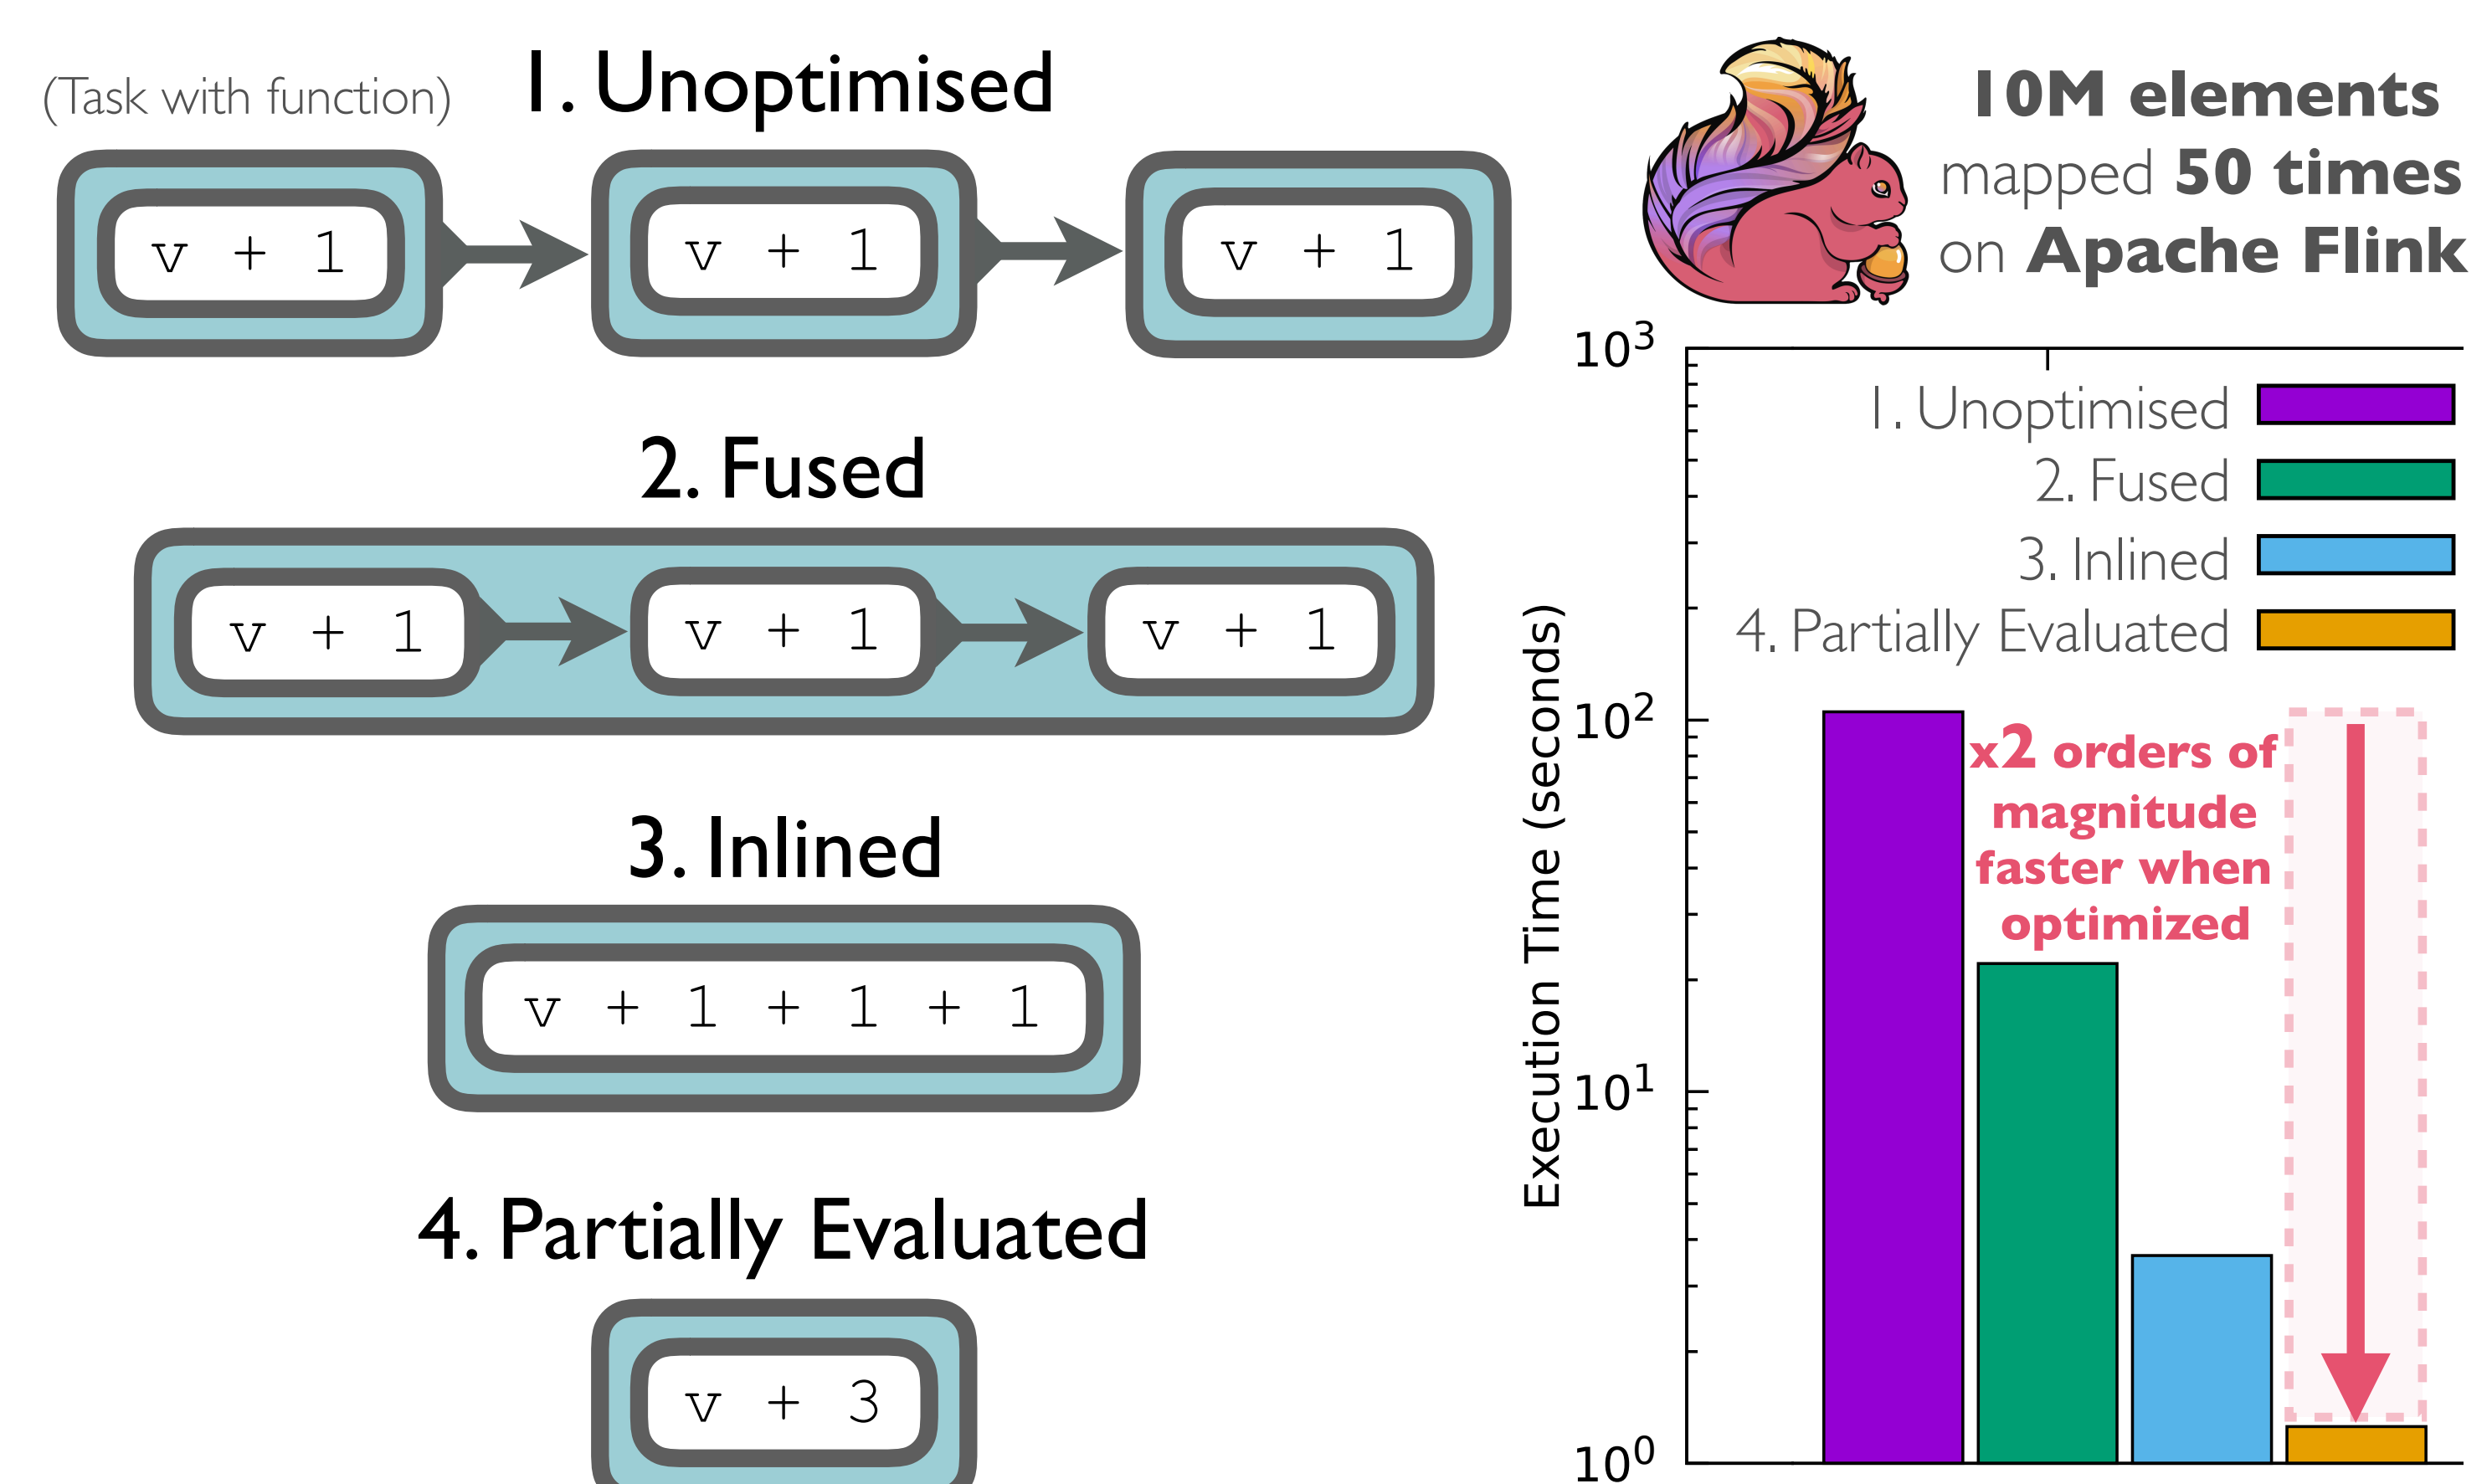 (Task with function)
1. Unoptimised
v + 1
v + 1
v + 1
2. Fused
v + 1
v + 1
v + 1
3. Inlined
v + 1 + 1 + 1
4. Partially Evaluated
v + 3
10M elements
mapped 50 times
on Apache Flink
Execution Time (seconds)
10³
10²
10¹
10⁰
1. Unoptimised
2. Fused
3. Inlined
4. Partially Evaluated
x2 orders of
magnitude
faster when
optimized